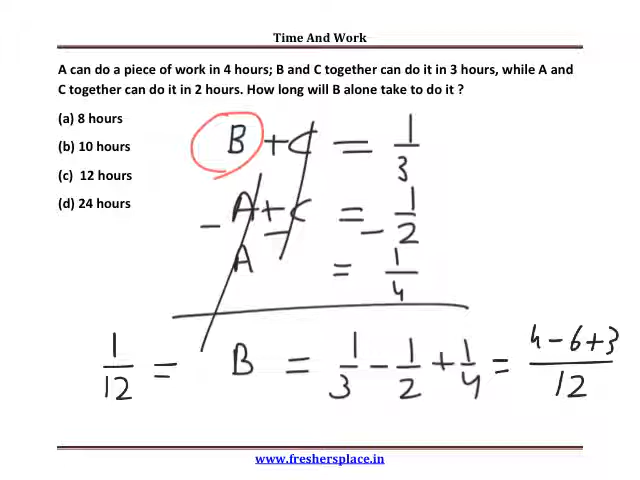 Time And Work
A can do a piece of work in 4 hours; B and C together can do it in 3 hours, while A and
C together can do it in 2 hours. How long will B alone take to do it ?
(a) 8 hours
(b) 10 hours
(c) 12 hours
(d) 24 hours
B + C = 1/3
- A + C = - 1/2
-
A = 1/4
1/12 = B = 1/3 - 1/2 + 1/4 = 4 - 6 + 3 / 12
www.freshersplace.in